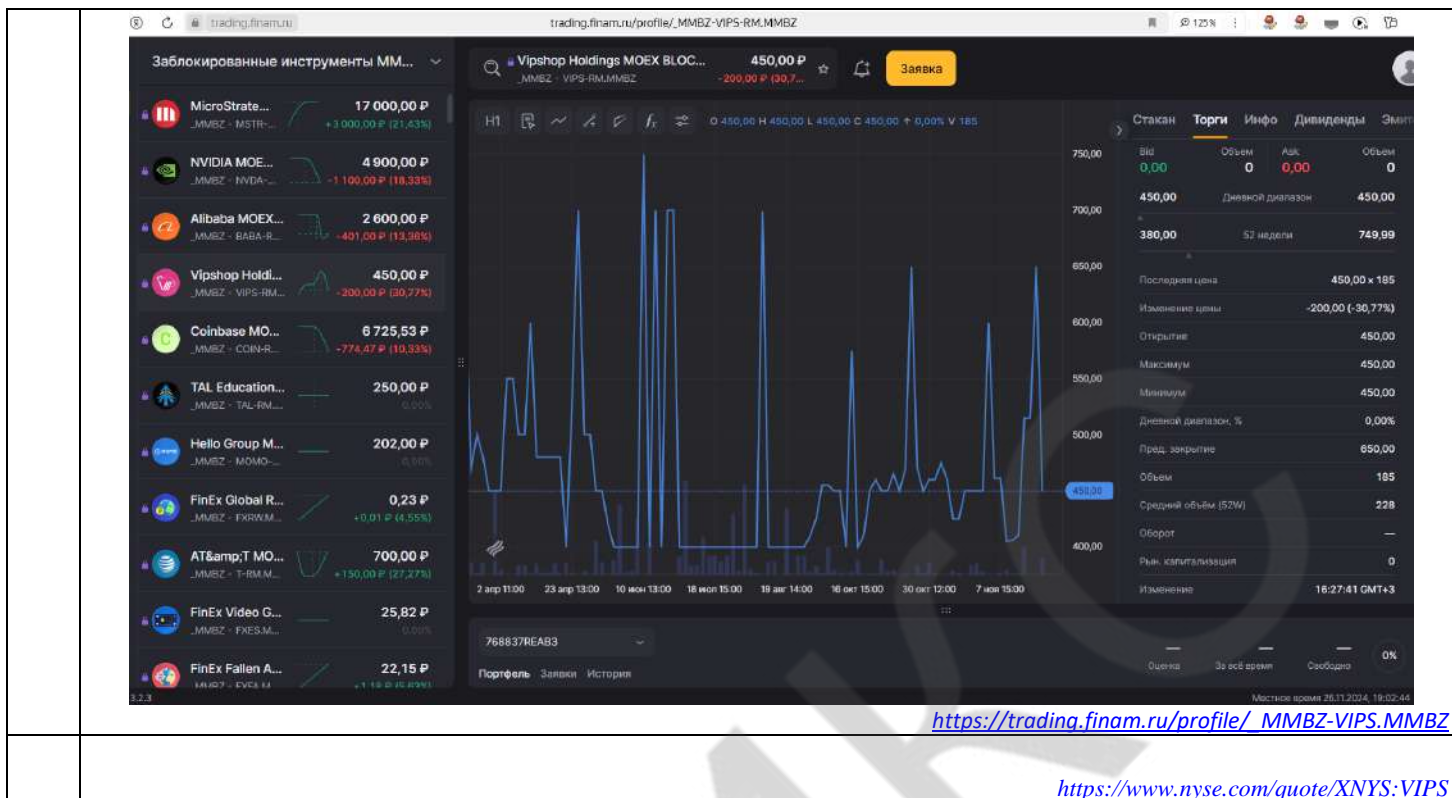 trading.finam.ru
trading.finam.ru/profile/_MMBZ-VIPS-RM.MMBZ
125 %
Заблокированные инструменты ММ...
MicroStrate... 17 000,00 ₽
_MMBZ - MSTR-... +3 000,00 ₽ (21,43%)
NVIDIA MOE... 4 900,00 ₽
_MMBZ - NVDA-... -1 100,00 ₽ (18,33%)
Alibaba MOEX... 2 600,00 ₽
_MMBZ - BABA-R... -401,00 ₽ (13,36%)
Vipshop Holdi... 450,00 ₽
_MMBZ - VIPS-RM... -200,00 ₽ (30,77%)
Coinbase MO... 6 725,53 ₽
_MMBZ - COIN-R... -774,47 ₽ (10,33%)
TAL Education... 250,00 ₽
_MMBZ - TAL-RM.... 0,00%
Hello Group M... 202,00 ₽
_MMBZ - MOMO-... 0,00%
FinEx Global R... 0,23 ₽
_MMBZ - FXRW.M... +0,01 ₽ (4,55%)
AT&amp;T MO... 700,00 ₽
_MMBZ - T-RM.M... +150,00 ₽ (27,27%)
FinEx Video G... 25,82 ₽
_MMBZ - FXES.M... 0,00%
FinEx Fallen A... 22,15 ₽
3.2.3
Vipshop Holdings MOEX BLOC... 450,00 ₽
_MMBZ - VIPS-RM.MMBZ -200,00 ₽ (30,7...
Заявка
H1 O 450,00 H 450,00 L 450,00 C 450,00 0,00% V 185
750,00
700,00
650,00
600,00
550,00
500,00
450,00
400,00
2 апр 11:00 23 апр 13:00 10 июн 13:00 18 июл 15:00 19 авг 14:00 16 окт 15:00 30 окт 12:00 7 ноя 15:00
768837REAB3
Портфель Заявки История
Оценка За всё время Свободно 0%
Стакан Торги Инфо Дивиденды Эмит
Bid Объем Ask Объем
0,00 0 0,00 0
450,00 Дневной диапазон 450,00
380,00 52 недели 749,99
Последняя цена 450,00 x 185
Изменение цены -200,00 (-30,77%)
Открытие 450,00
Максимум 450,00
Минимум 450,00
Дневной диапазон, % 0,00%
Пред. закрытие 650,00
Объем 185
Средний объём (52W) 228
Оборот —
Рын. капитализация 0
Изменение 16:27:41 GMT+3
Местное время 26.11.2024, 19:02:44
https://trading.finam.ru/profile/_MMBZ-VIPS.MMBZ
https://www.nyse.com/quote/XNYS:VIPS